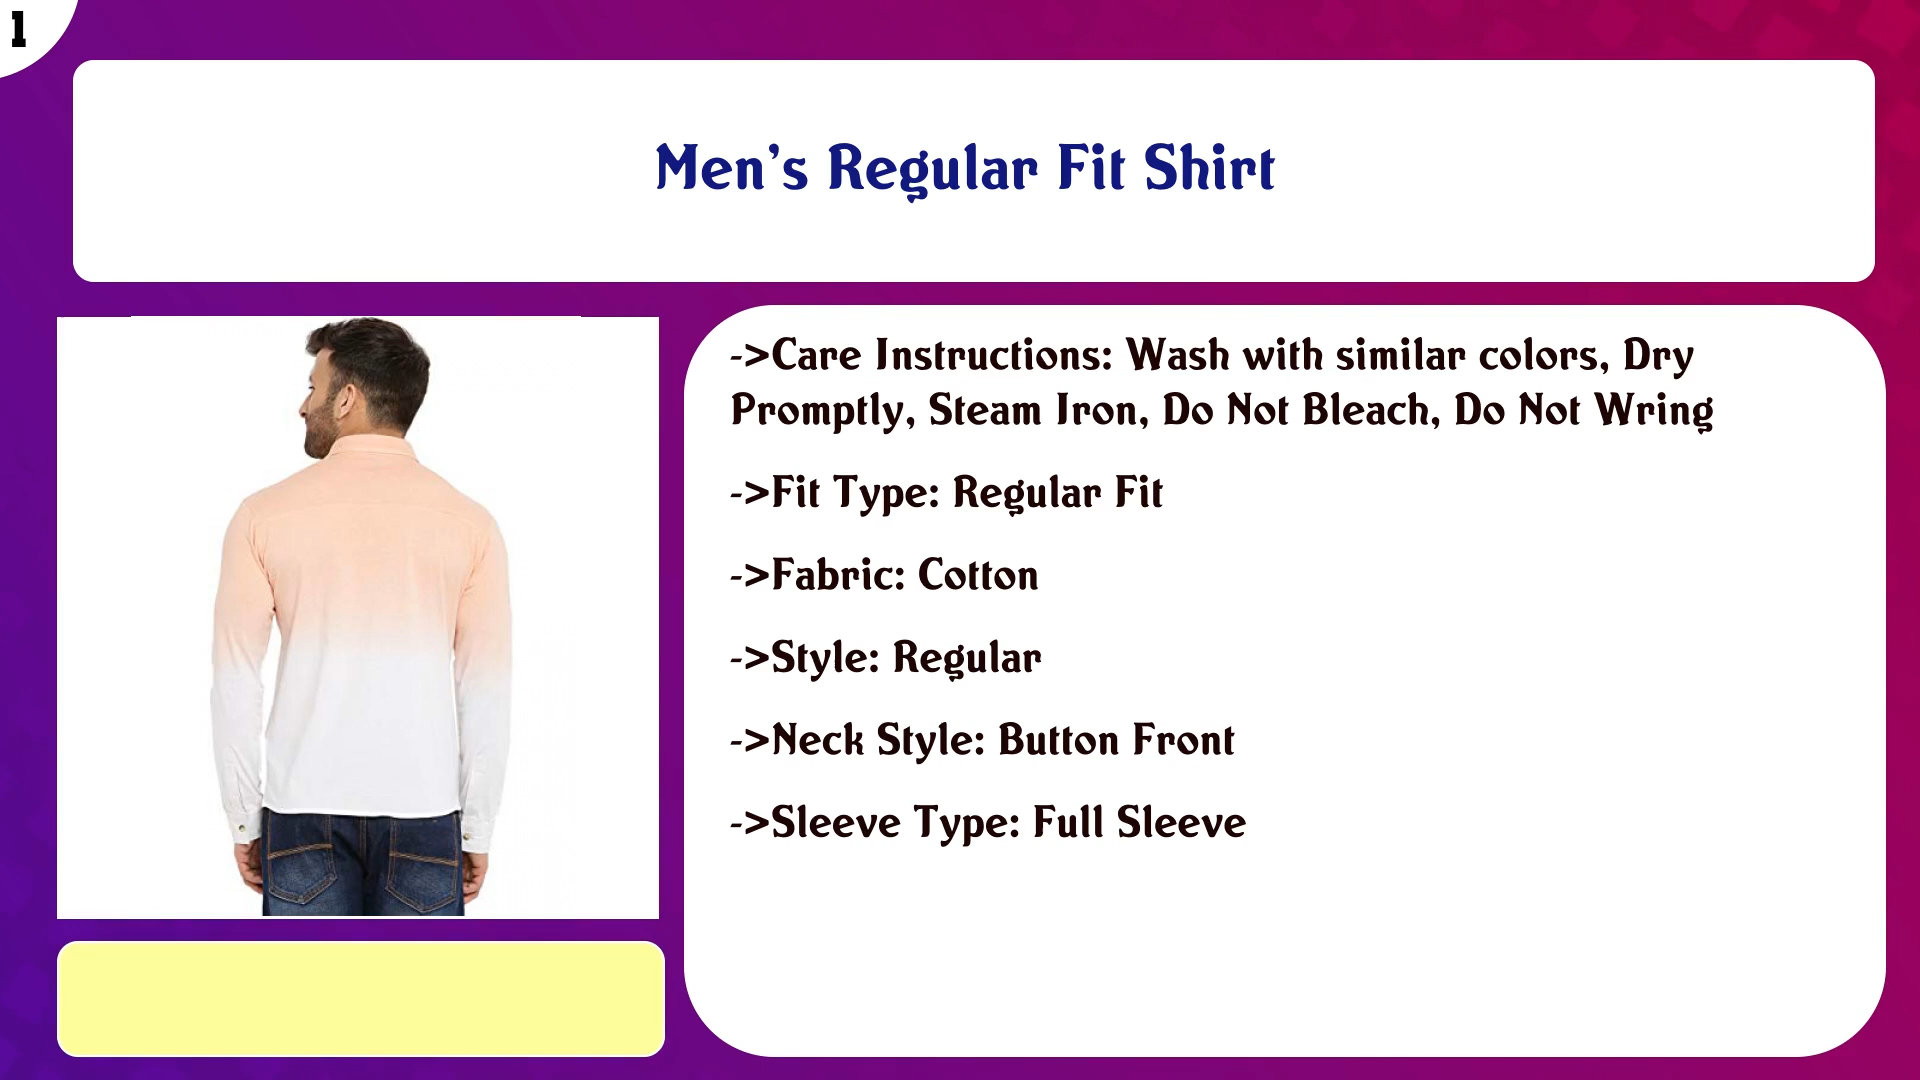 1
Men's Regular Fit Shirt
->Care Instructions: Wash with similar colors, Dry
Promptly, Steam Iron, Do Not Bleach, Do Not Wring
->Fit Type: Regular Fit
->Fabric: Cotton
->Style: Regular
->Neck Style: Button Front
->Sleeve Type: Full Sleeve